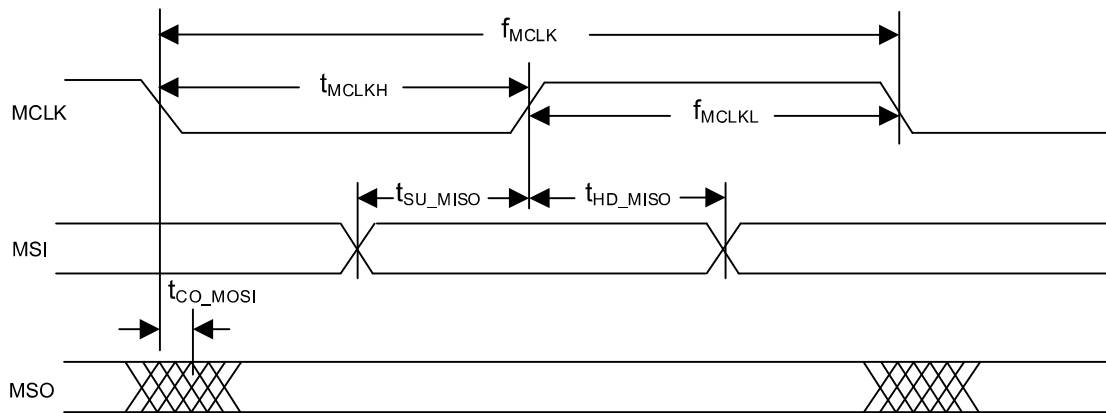 fMCLK
tMCLKH
MCLK
fMCLKL
tSU_MISO
tHD_MISO
MSI
tCO_MOSI
MSO